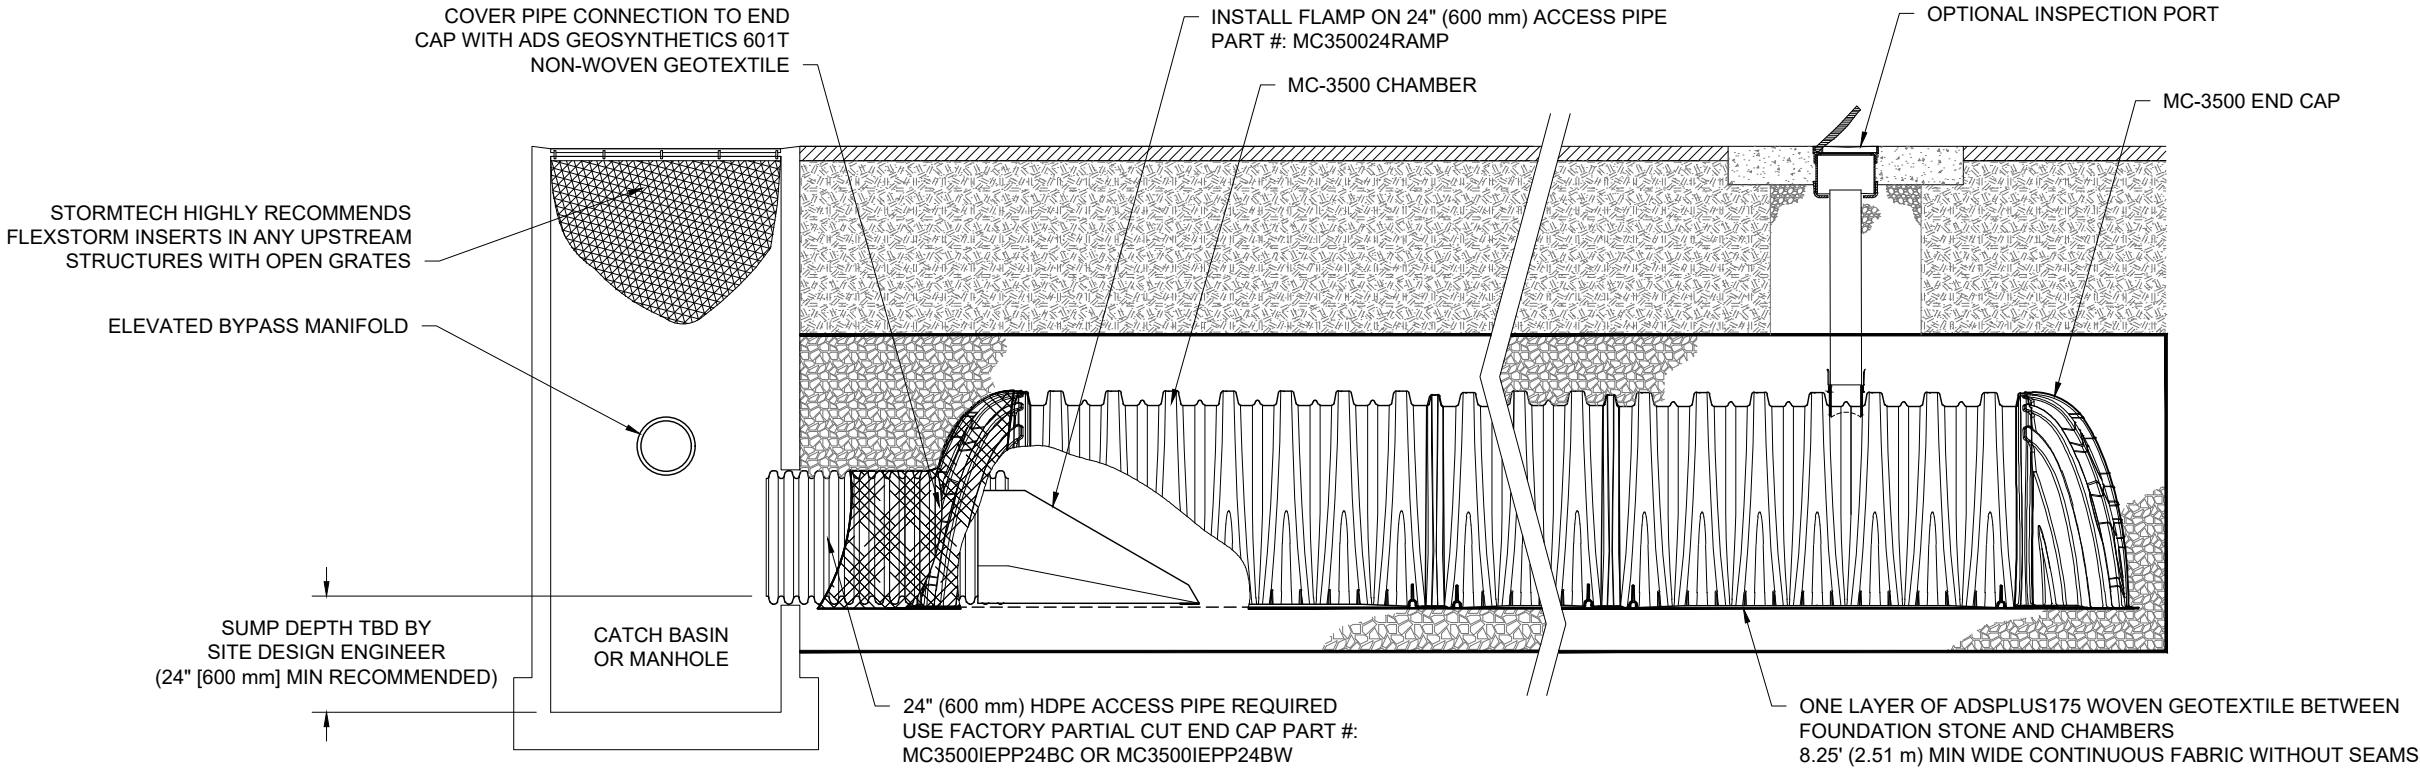 COVER PIPE CONNECTION TO END
CAP WITH ADS GEOSYNTHETICS 601T
NON-WOVEN GEOTEXTILE
INSTALL FLAMP ON 24" (600 mm) ACCESS PIPE
PART #: MC350024RAMP
MC-3500 CHAMBER
OPTIONAL INSPECTION PORT
MC-3500 END CAP
STORMTECH HIGHLY RECOMMENDS
FLEXSTORM INSERTS IN ANY UPSTREAM
STRUCTURES WITH OPEN GRATES
ELEVATED BYPASS MANIFOLD
SUMP DEPTH TBD BY
SITE DESIGN ENGINEER
(24" [600 mm] MIN RECOMMENDED)
CATCH BASIN
OR MANHOLE
24" (600 mm) HDPE ACCESS PIPE REQUIRED
USE FACTORY PARTIAL CUT END CAP PART #:
MC3500IEPP24BC OR MC3500IEPP24BW
ONE LAYER OF ADSPLUS175 WOVEN GEOTEXTILE BETWEEN
FOUNDATION STONE AND CHAMBERS
8.25' (2.51 m) MIN WIDE CONTINUOUS FABRIC WITHOUT SEAMS